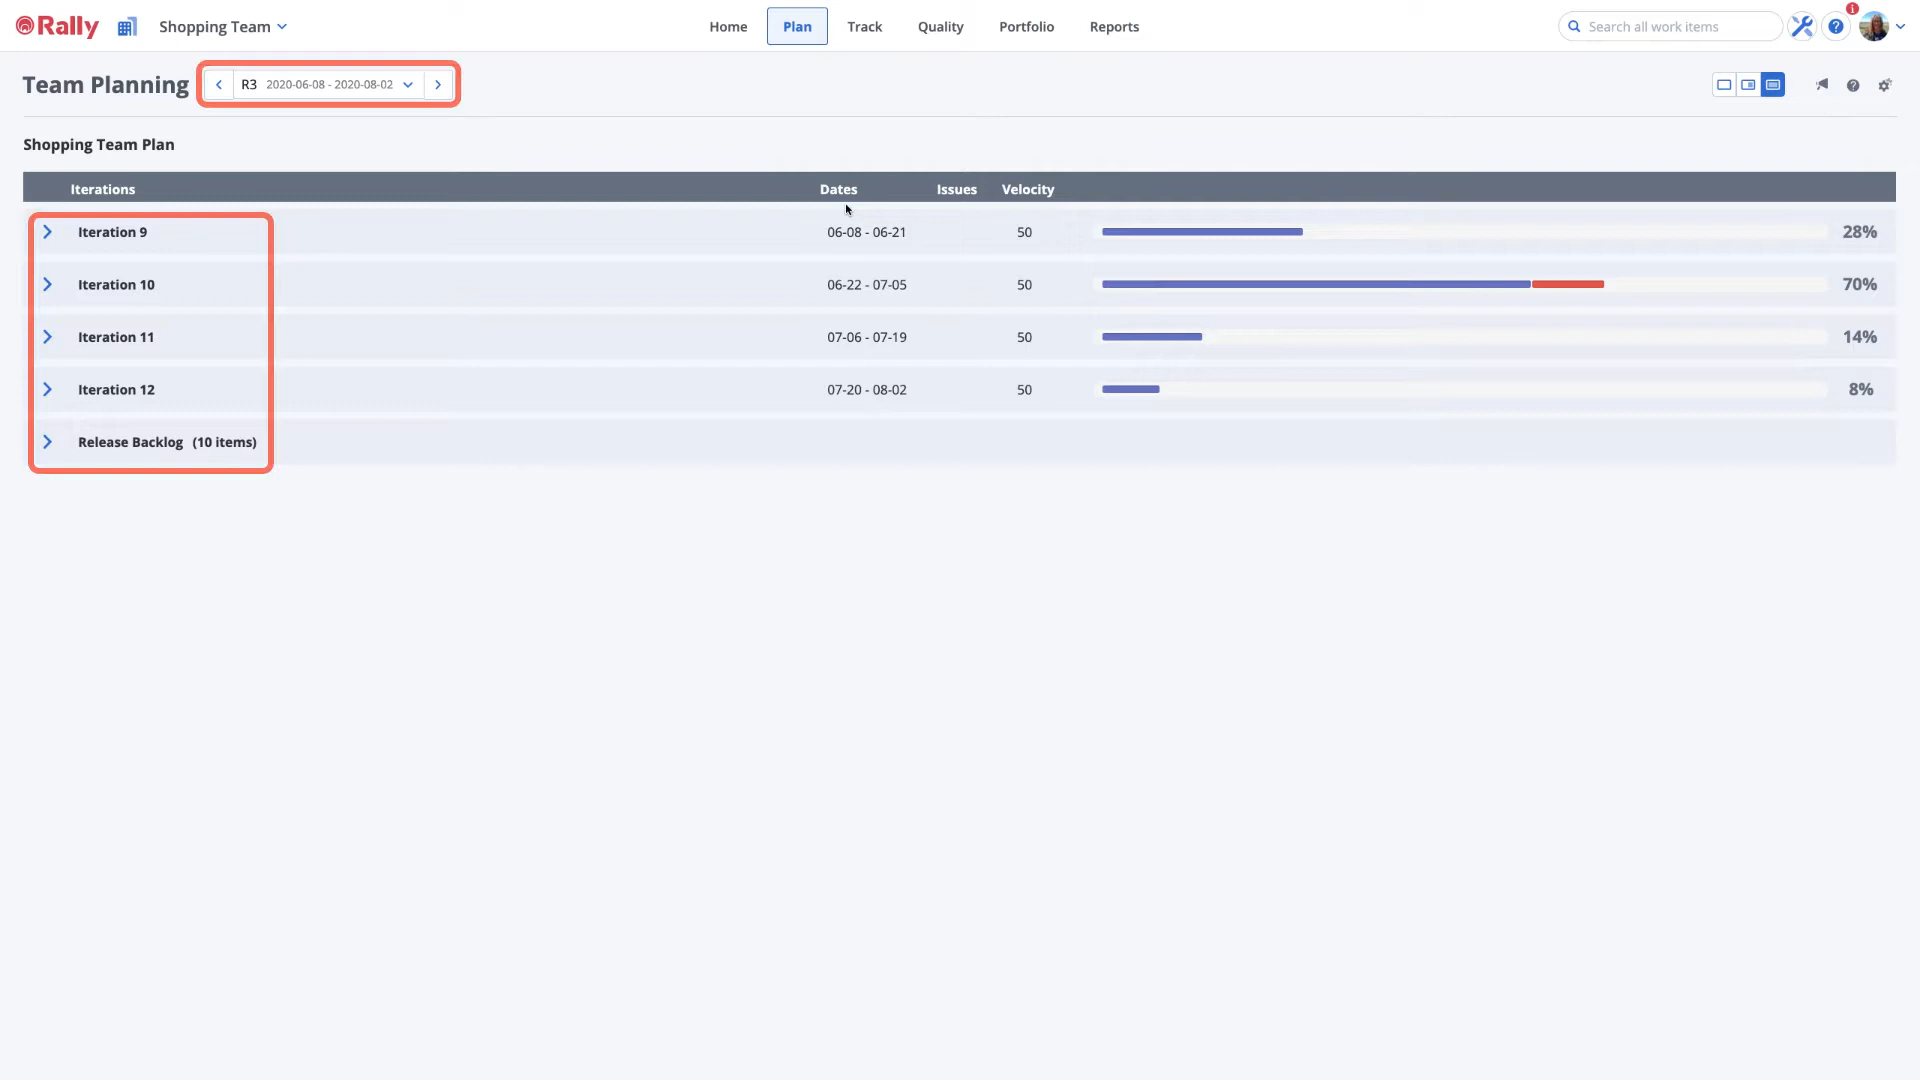 Rally Shopping Team Home Plan Track Quality Portfolio Reports Search all work items 1
Team Planning R3 2020-06-08 - 2020-08-02
Shopping Team Plan
Iterations Dates Issues Velocity
Iteration 9 06-08 - 06-21 50 28%
Iteration 10 06-22 - 07-05 50 70%
Iteration 11 07-06 - 07-19 50 14%
Iteration 12 07-20 - 08-02 50 8%
Release Backlog (10 items)